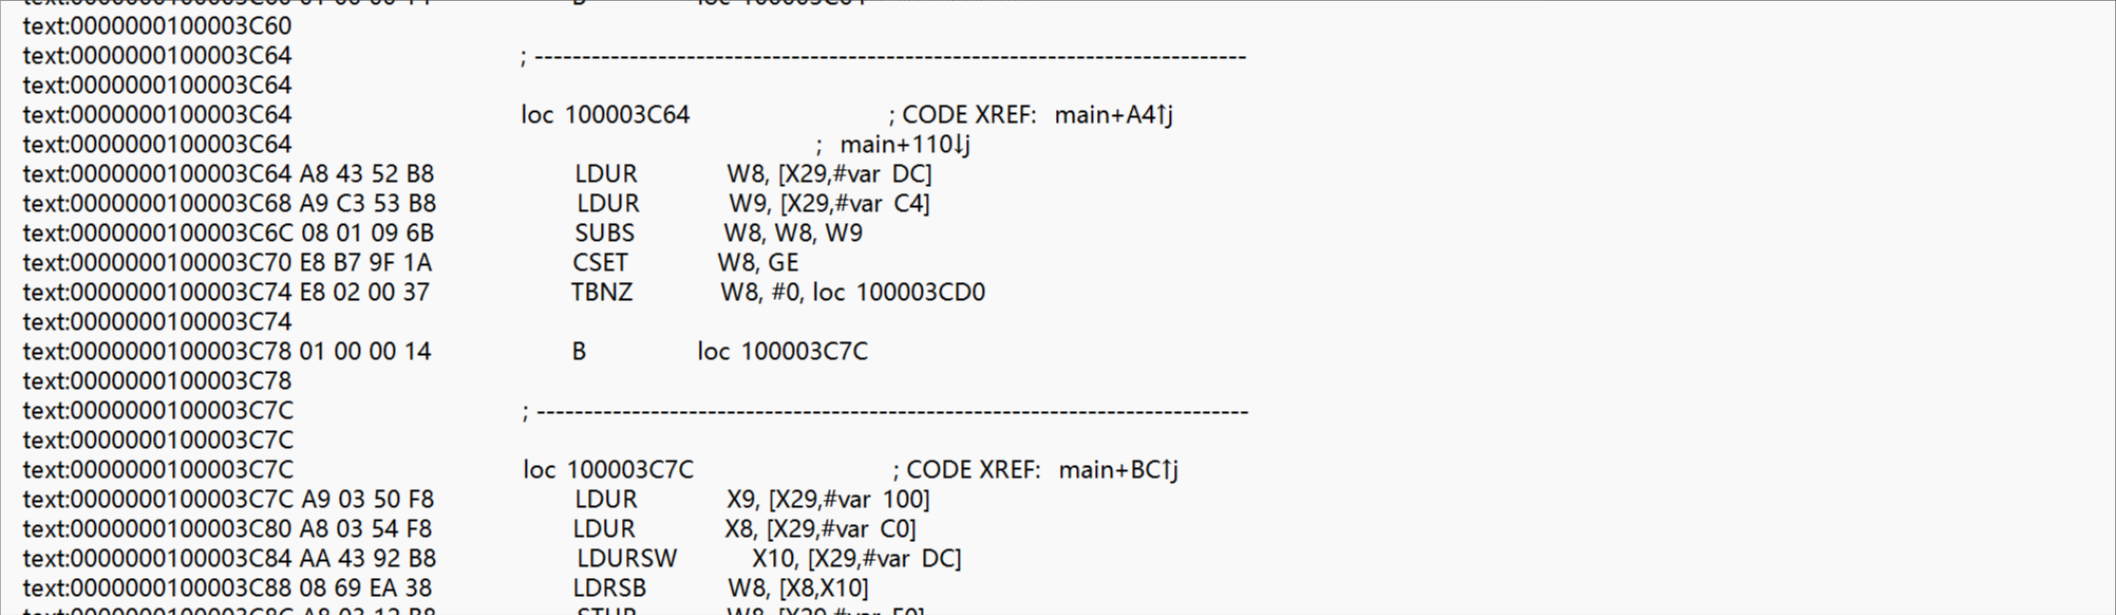 text:0000000100003C60
text:0000000100003C64 ; ---------------------------------------------------------------------------
text:0000000100003C64
text:0000000100003C64 loc 100003C64 ; CODE XREF: main+A4↑j
text:0000000100003C64 ; main+110↓j
text:0000000100003C64 A8 43 52 B8 LDUR W8, [X29,#var DC]
text:0000000100003C68 A9 C3 53 B8 LDUR W9, [X29,#var C4]
text:0000000100003C6C 08 01 09 6B SUBS W8, W8, W9
text:0000000100003C70 E8 B7 9F 1A CSET W8, GE
text:0000000100003C74 E8 02 00 37 TBNZ W8, #0, loc 100003CD0
text:0000000100003C74
text:0000000100003C78 01 00 00 14 B loc 100003C7C
text:0000000100003C78
text:0000000100003C7C ; ---------------------------------------------------------------------------
text:0000000100003C7C
text:0000000100003C7C loc 100003C7C ; CODE XREF: main+BC↑j
text:0000000100003C7C A9 03 50 F8 LDUR X9, [X29,#var 100]
text:0000000100003C80 A8 03 54 F8 LDUR X8, [X29,#var C0]
text:0000000100003C84 AA 43 92 B8 LDURSW X10, [X29,#var DC]
text:0000000100003C88 08 69 EA 38 LDRSB W8, [X8,X10]